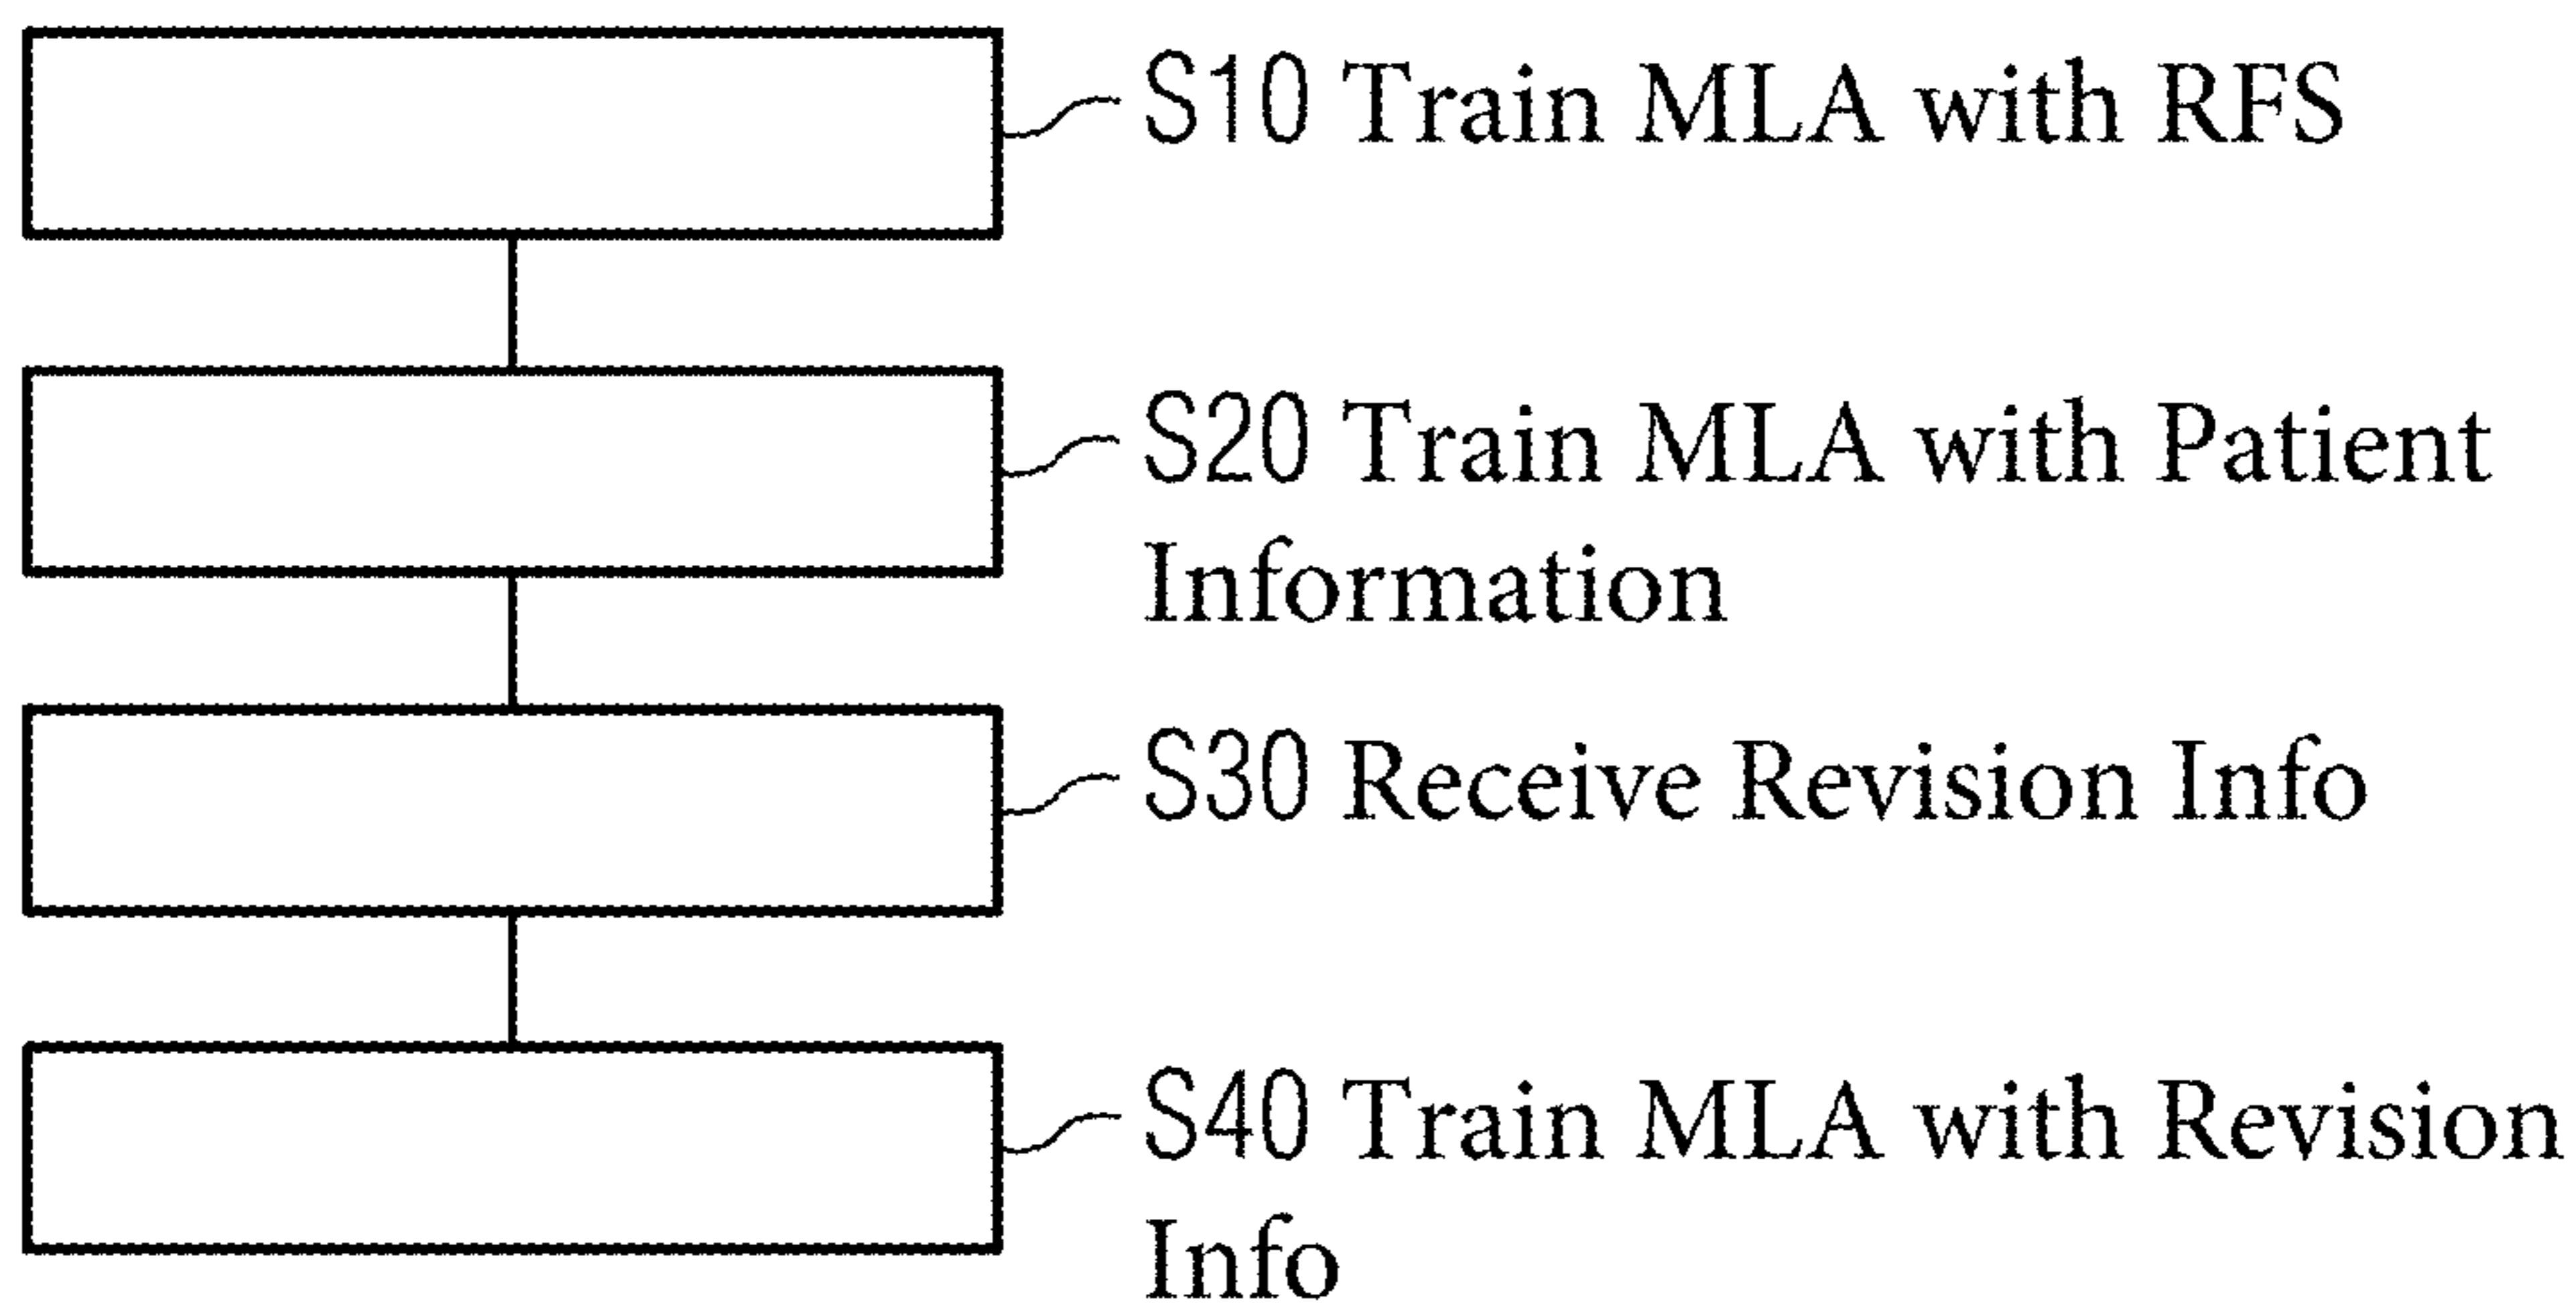 S10 Train MLA with RFS
S20 Train MLA with Patient
Information
S30 Receive Revision Info
S40 Train MLA with Revision
Info